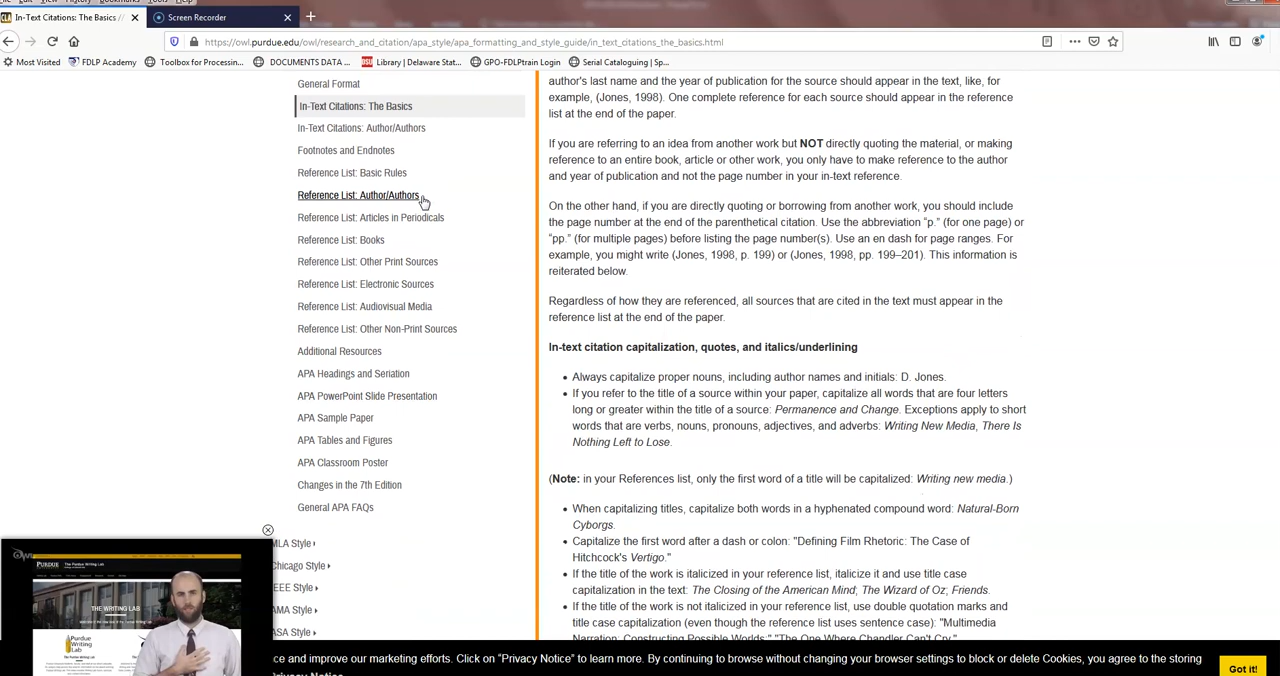 Edit View History Bookmarks Tools Help
In-Text Citations: The Basics //
Screen Recorder
https://owl.purdue.edu/owl/research_and_citation/apa_style/apa_formatting_and_style_guide/in_text_citations_the_basics.html
Most Visited FDLP Academy Toolbox for Processin... DOCUMENTS DATA ... DSU Library | Delaware Stat... GPO-FDLPtrain Login Serial Cataloguing | Sp...
General Format
In-Text Citations: The Basics
In-Text Citations: Author/Authors
Footnotes and Endnotes
Reference List: Basic Rules
Reference List: Author/Authors
Reference List: Articles in Periodicals
Reference List: Books
Reference List: Other Print Sources
Reference List: Electronic Sources
Reference List: Audiovisual Media
Reference List: Other Non-Print Sources
Additional Resources
APA Headings and Seriation
APA PowerPoint Slide Presentation
APA Sample Paper
APA Tables and Figures
APA Classroom Poster
Changes in the 7th Edition
General APA FAQs
MLA Style
Chicago Style
IEEE Style
AMA Style
ASA Style
author's last name and the year of publication for the source should appear in the text, like, for
example, (Jones, 1998). One complete reference for each source should appear in the reference
list at the end of the paper.
If you are referring to an idea from another work but NOT directly quoting the material, or making
reference to an entire book, article or other work, you only have to make reference to the author
and year of publication and not the page number in your in-text reference.
On the other hand, if you are directly quoting or borrowing from another work, you should include
the page number at the end of the parenthetical citation. Use the abbreviation “p.” (for one page) or
“pp.” (for multiple pages) before listing the page number(s). Use an en dash for page ranges. For
example, you might write (Jones, 1998, p. 199) or (Jones, 1998, pp. 199–201). This information is
reiterated below.
Regardless of how they are referenced, all sources that are cited in the text must appear in the
reference list at the end of the paper.
In-text citation capitalization, quotes, and italics/underlining
Always capitalize proper nouns, including author names and initials: D. Jones.
If you refer to the title of a source within your paper, capitalize all words that are four letters
long or greater within the title of a source: Permanence and Change. Exceptions apply to short
words that are verbs, nouns, pronouns, adjectives, and adverbs: Writing New Media, There Is
Nothing Left to Lose.
(Note: in your References list, only the first word of a title will be capitalized: Writing new media.)
When capitalizing titles, capitalize both words in a hyphenated compound word: Natural-Born
Cyborgs.
Capitalize the first word after a dash or colon: "Defining Film Rhetoric: The Case of
Hitchcock's Vertigo."
If the title of the work is italicized in your reference list, italicize it and use title case
capitalization in the text: The Closing of the American Mind; The Wizard of Oz; Friends.
If the title of the work is not italicized in your reference list, use double quotation marks and
title case capitalization (even though the reference list uses sentence case): "Multimedia
Narration: Constructing Possible Worlds;" "The One Where Chandler Can't Cry."
PURDUE The Purdue Writing Lab
THE WRITING LAB
Purdue
Writing
Lab
ce and improve our marketing efforts. Click on "Privacy Notice" to learn more. By continuing to browse without changing your browser settings to block or delete Cookies, you agree to the storing
Privacy Notice
Got it!